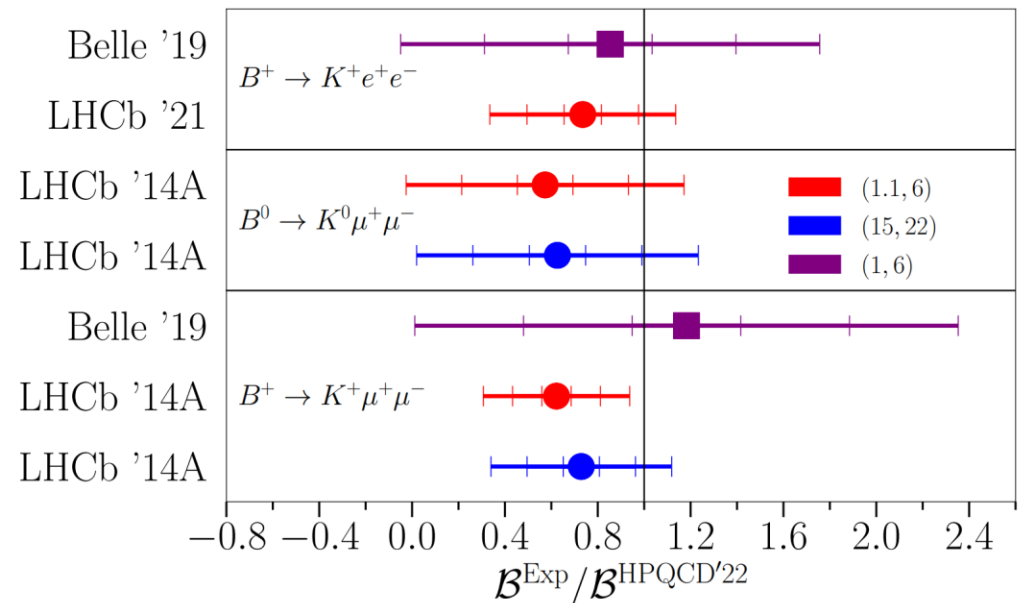 Belle '19
B⁺ → K⁺e⁺e⁻
LHCb '21
LHCb '14A
B⁰ → K⁰μ⁺μ⁻
LHCb '14A
(1.1, 6)
(15, 22)
(1, 6)
Belle '19
LHCb '14A
B⁺ → K⁺μ⁺μ⁻
LHCb '14A
−0.8 −0.4 0.0 0.4 0.8 1.2 1.6 2.0 2.4
ℬ^Exp/ℬ^HPQCD'22